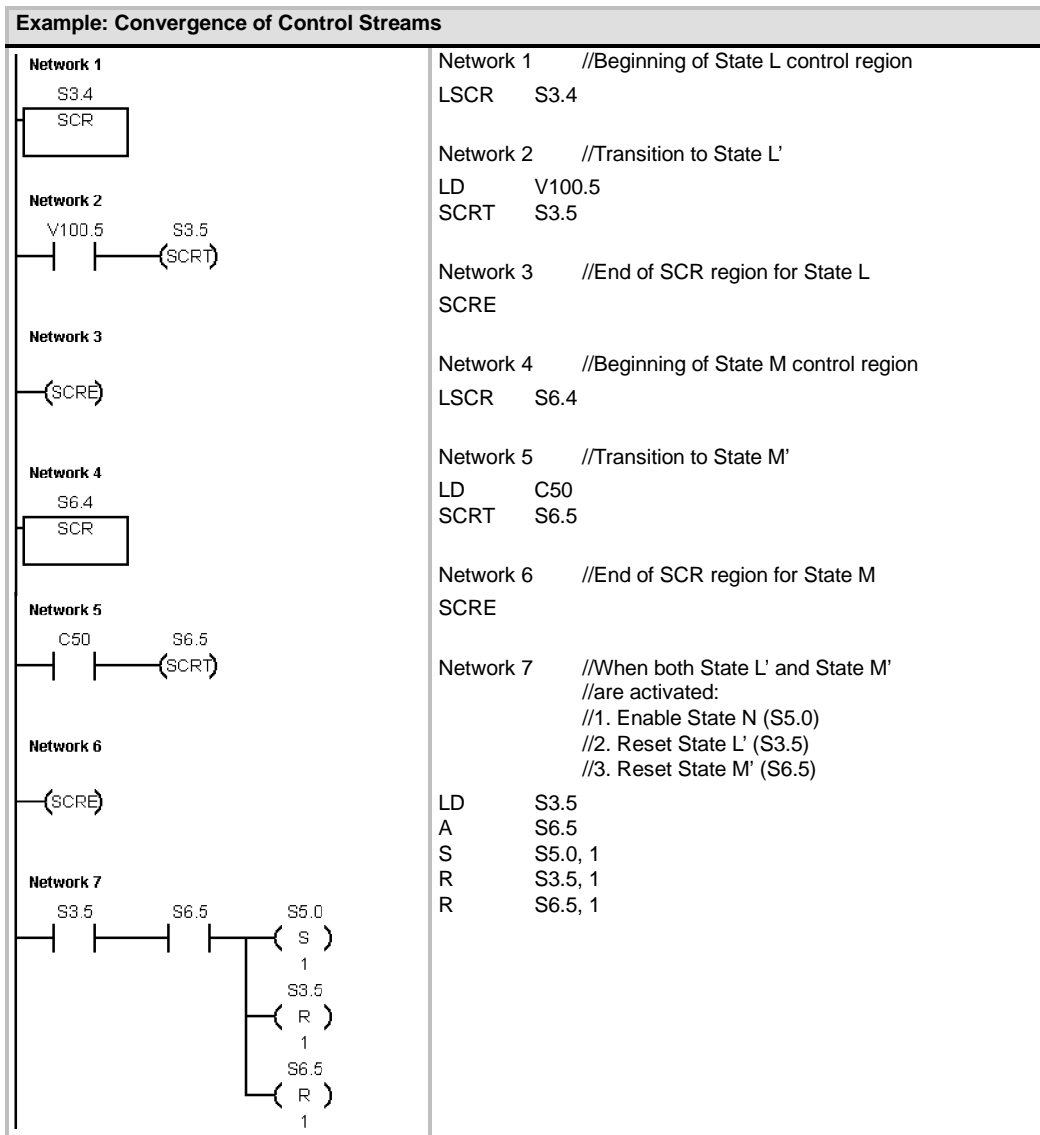 Example: Convergence of Control Streams
Network 1
S3.4
SCR
Network 2
V100.5 S3.5
SCRT
Network 3
SCRE
Network 4
S6.4
SCR
Network 5
C50 S6.5
SCRT
Network 6
SCRE
Network 7
S3.5 S6.5 S5.0
S
1
S3.5
R
1
S6.5
R
1
Network 1 //Beginning of State L control region
LSCR S3.4
Network 2 //Transition to State L’
LD V100.5
SCRT S3.5
Network 3 //End of SCR region for State L
SCRE
Network 4 //Beginning of State M control region
LSCR S6.4
Network 5 //Transition to State M’
LD C50
SCRT S6.5
Network 6 //End of SCR region for State M
SCRE
Network 7 //When both State L’ and State M’
//are activated:
//1. Enable State N (S5.0)
//2. Reset State L’ (S3.5)
//3. Reset State M’ (S6.5)
LD S3.5
A S6.5
S S5.0, 1
R S3.5, 1
R S6.5, 1